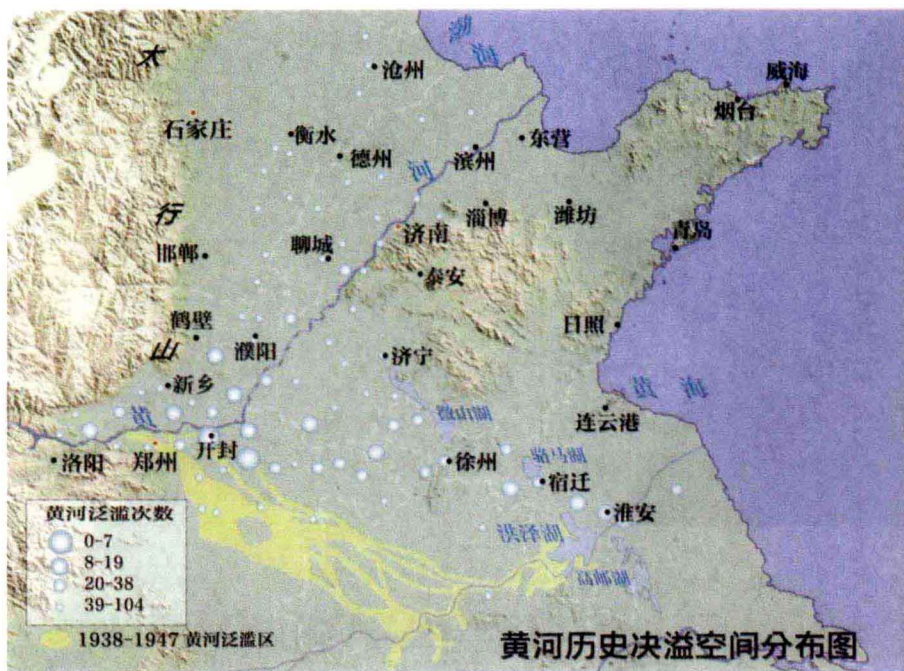 渤海
太行山
沧州
威海
烟台
石家庄
衡水
德州
滨州
东营
黄河
淄博
潍坊
济南
青岛
邯郸
聊城
泰安
鹤壁
濮阳
日照
济宁
新乡
黄海
微山湖
连云港
开封
洛阳
郑州
徐州
骆马湖
宿迁
淮安
洪泽湖
高邮湖
黄河泛滥次数
0-7
8-19
20-38
39-104
1938-1947 黄河泛滥区
黄河历史决溢空间分布图